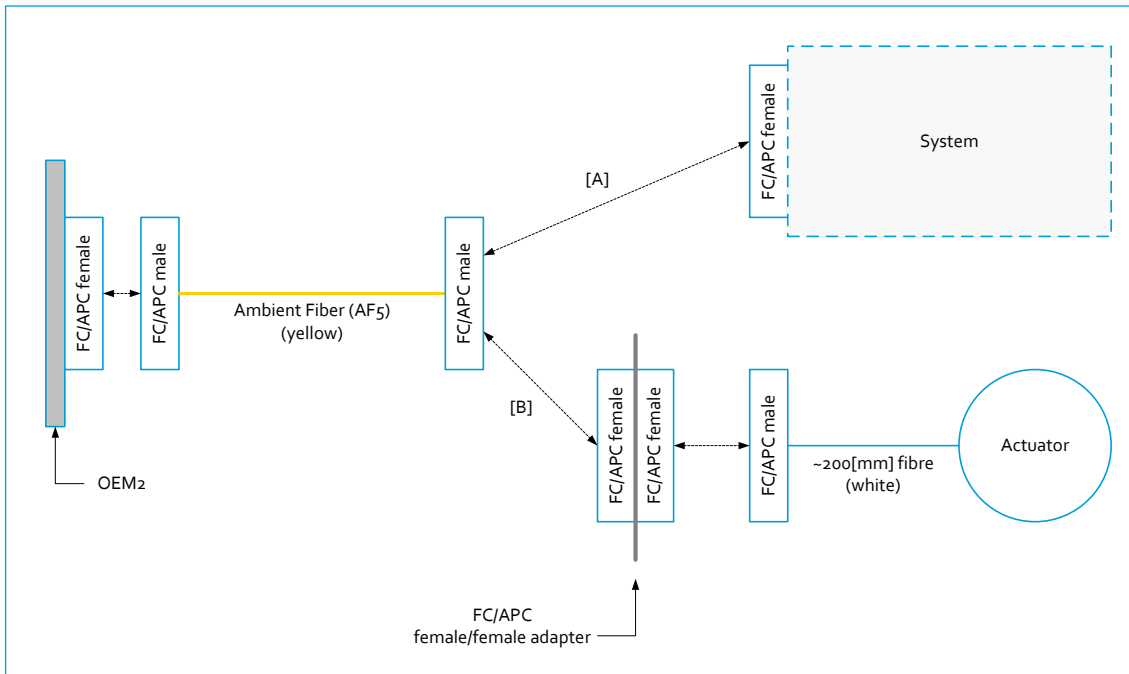 FC/APC female
System
[A]
FC/APC female
FC/APC male
Ambient Fiber (AF5)
(yellow)
FC/APC male
[B]
FC/APC female
FC/APC female
FC/APC male
~200[mm] fibre
(white)
Actuator
OEM2
FC/APC
female/female adapter